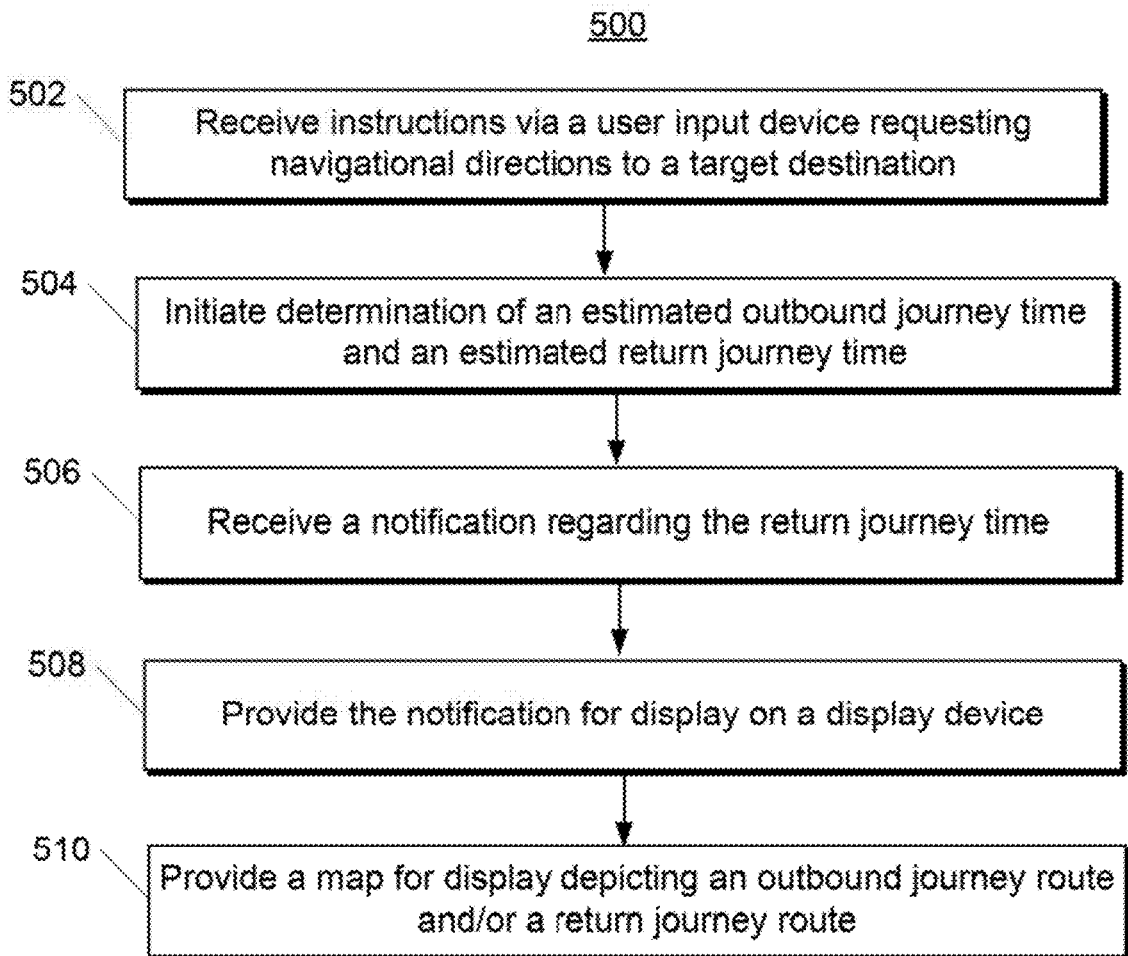 500
502
Receive instructions via a user input device requesting
navigational directions to a target destination
504
Initiate determination of an estimated outbound journey time
and an estimated return journey time
506
Receive a notification regarding the return journey time
508
Provide the notification for display on a display device
510
Provide a map for display depicting an outbound journey route
and/or a return journey route